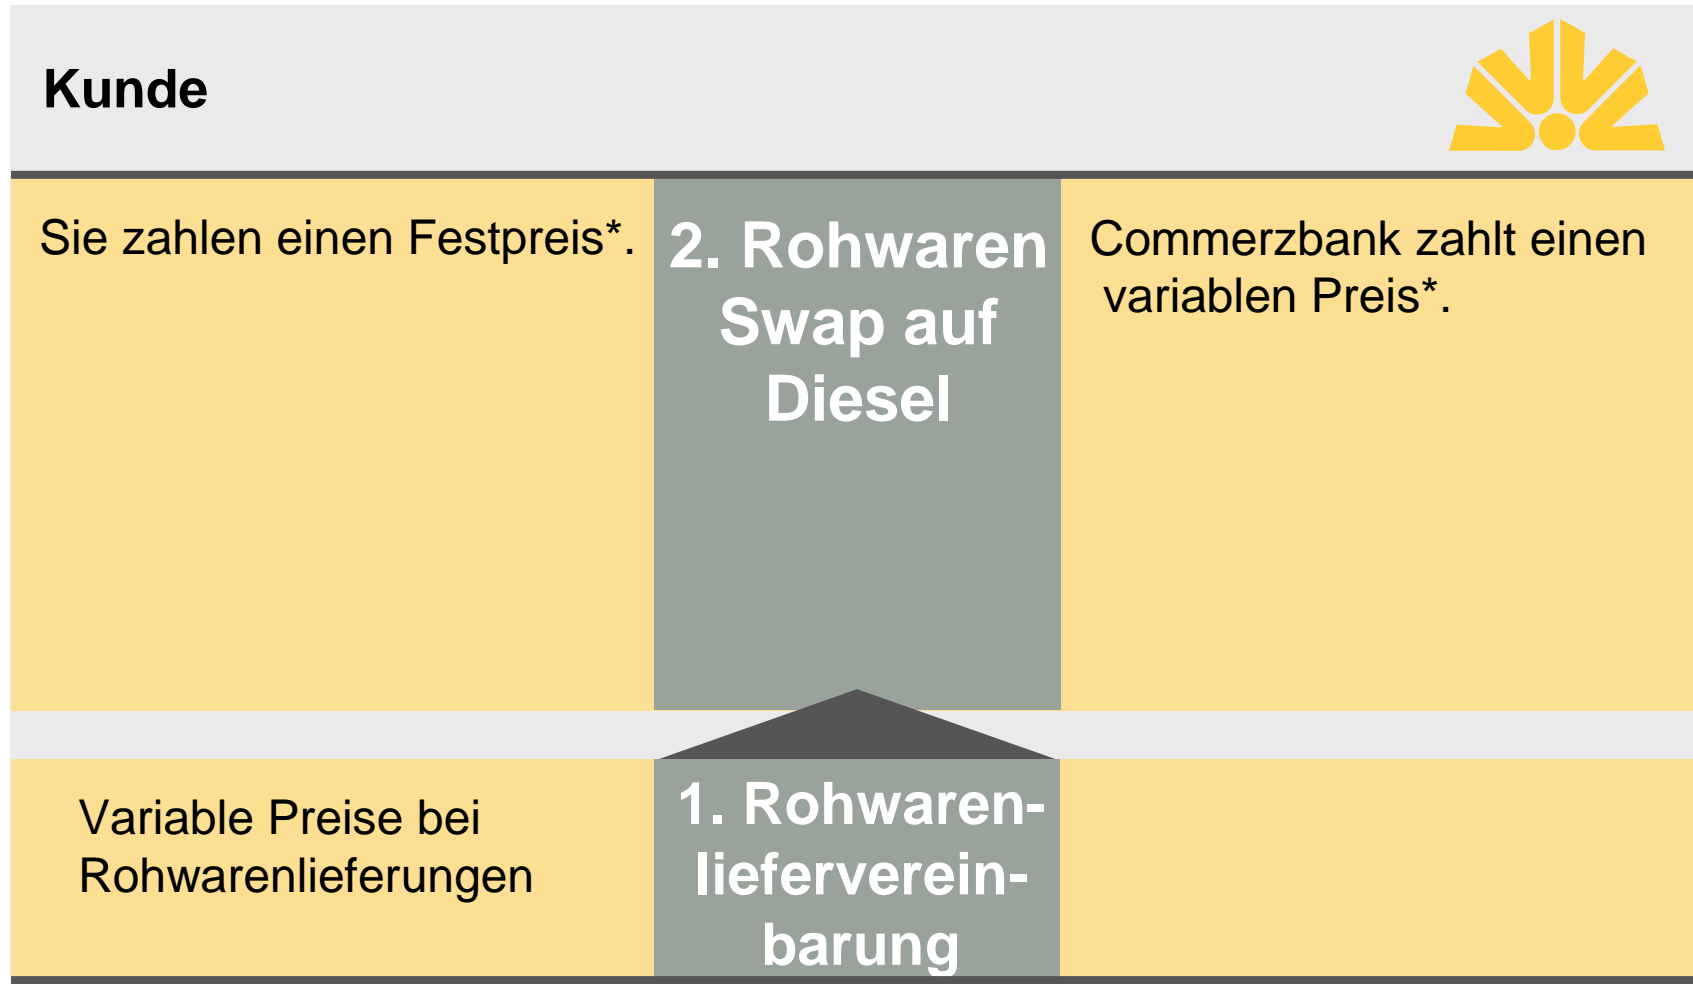 Kunde
Sie zahlen einen Festpreis*.
2. Rohwaren
Swap auf
Diesel
Commerzbank zahlt einen
variablen Preis*.
Variable Preise bei
Rohwarenlieferungen
1. Rohwaren-
lieferverein-
barung